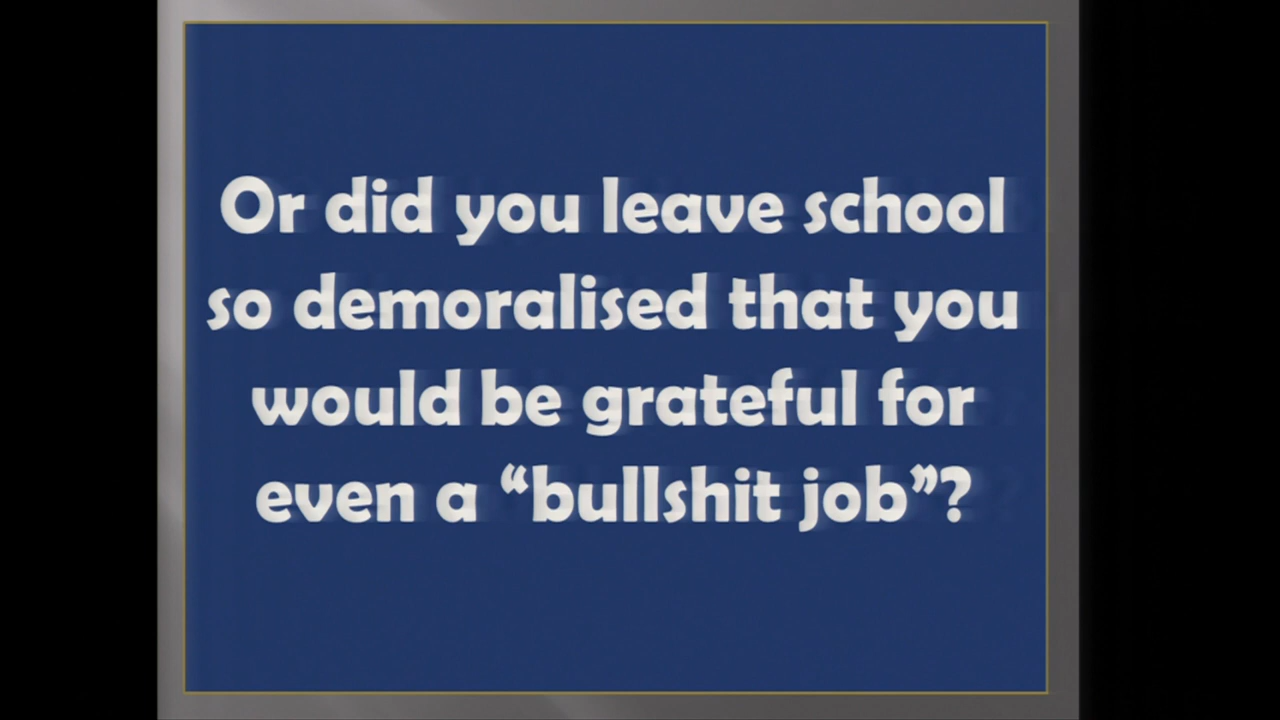 Or did you leave school
so demoralised that you
would be grateful for
even a “bullshit job”?